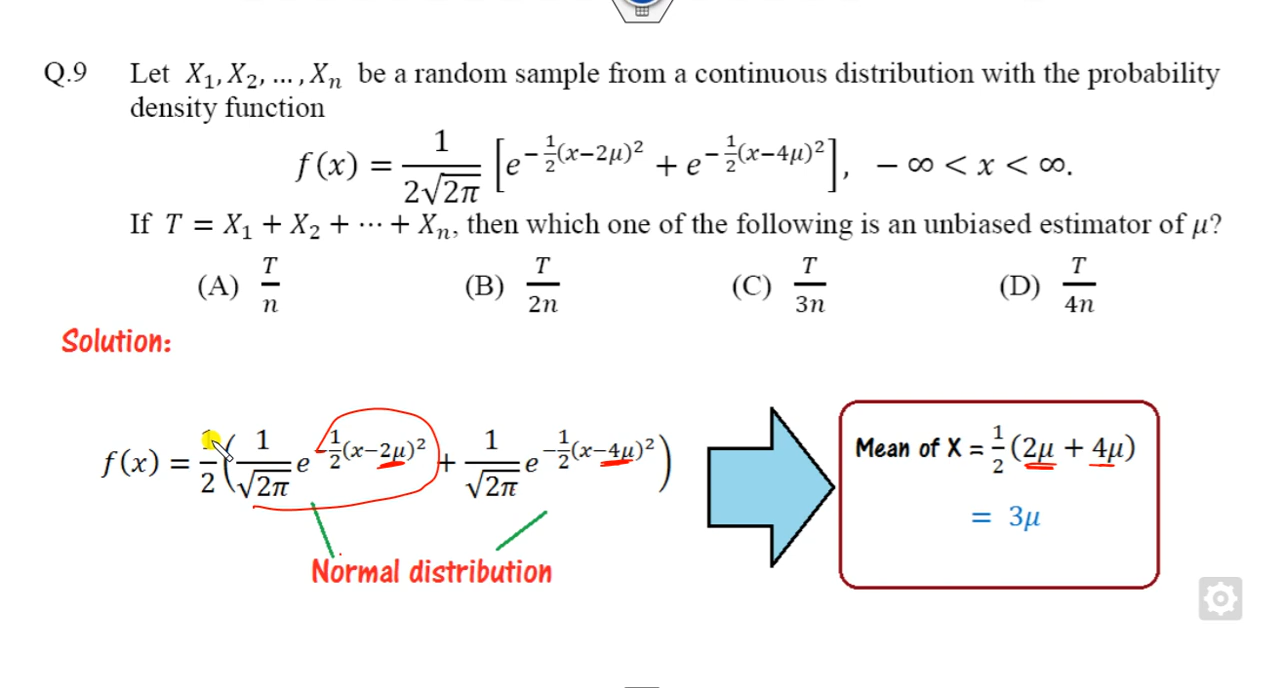 Q.9 Let X₁, X₂, … , Xₙ be a random sample from a continuous distribution with the probability
density function
f(x) = 1/(2√2π) [e^(−½(x−2μ)²) + e^(−½(x−4μ)²)], − ∞ < x < ∞.
If T = X₁ + X₂ + ⋯ + Xₙ, then which one of the following is an unbiased estimator of μ?
(A) T/n (B) T/2n (C) T/3n (D) T/4n
Solution:
f(x) = 1/2 (1/√2π e^(−½(x−2μ)²) + 1/√2π e^(−½(x−4μ)²))
Mean of X = 1/2 (2μ + 4μ)
= 3μ
Normal distribution